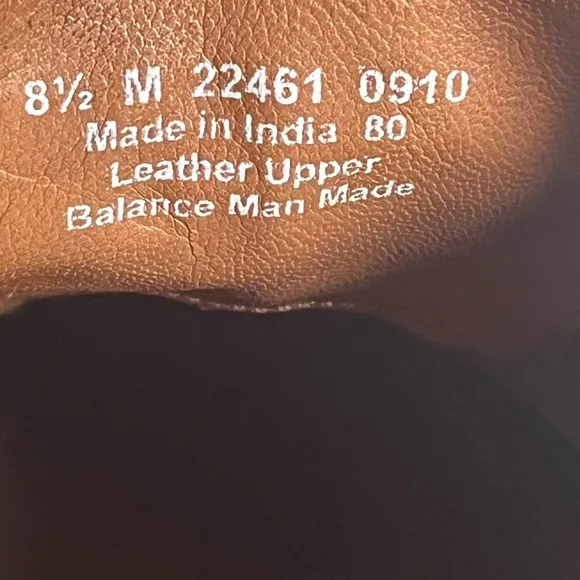 8½ M 22461 0910
Made in India 80
Leather Upper
Balance Man Made